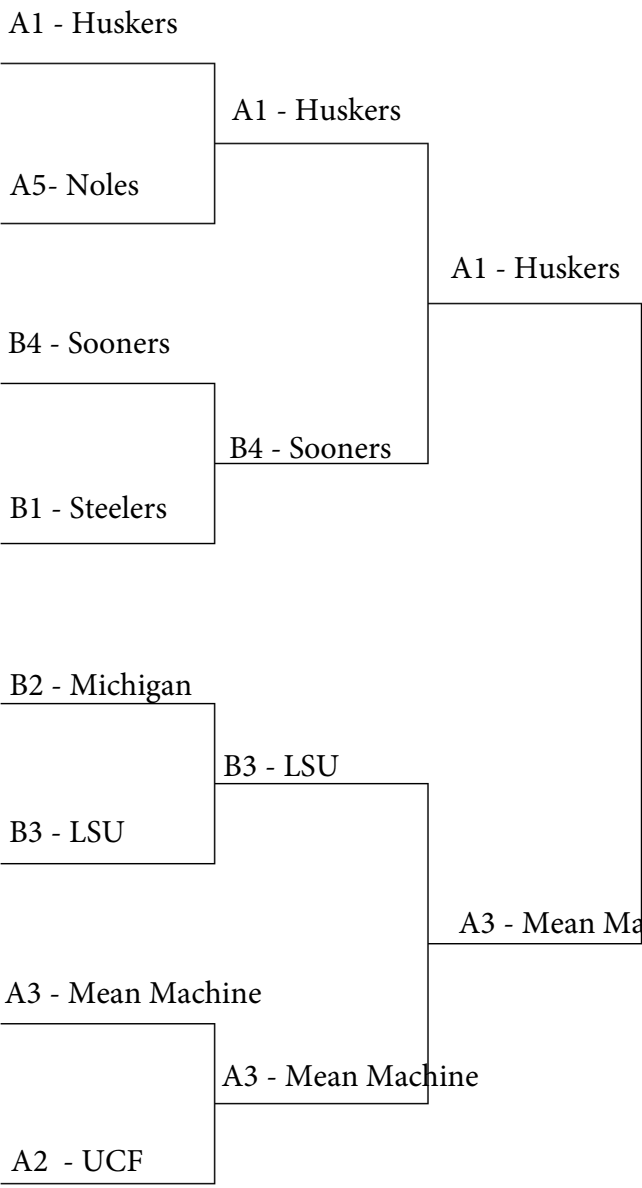 A1 - Huskers
A1 - Huskers
A5- Noles
A1 - Huskers
B4 - Sooners
B4 - Sooners
B1 - Steelers
B2 - Michigan
B3 - LSU
B3 - LSU
A3 - Mean Ma
A3 - Mean Machine
A3 - Mean Machine
A2 - UCF